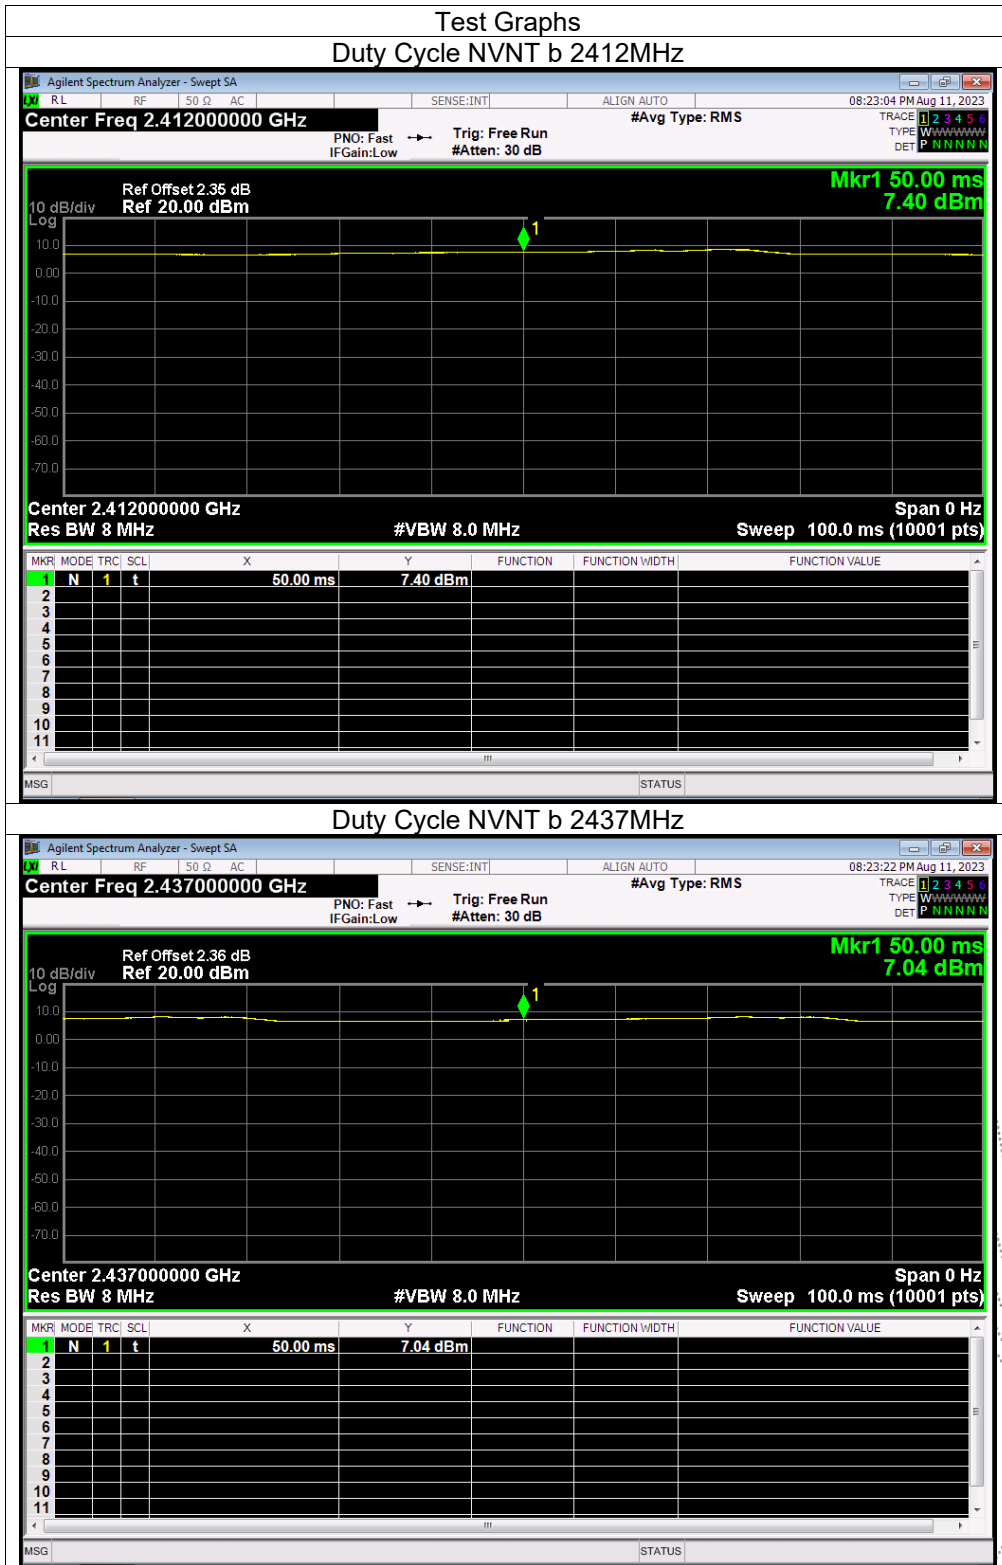 Test Graphs
Duty Cycle NVNT b 2412MHz
Agilent Spectrum Analyzer - Swept SA
LXI RL RF 50 Ω AC SENSE:INT ALIGN AUTO 08:23:04 PM Aug 11, 2023
Center Freq 2.412000000 GHz #Avg Type: RMS TRACE 1 2 3 4 5 6
PNO: Fast Trig: Free Run TYPE WWWWWW
IFGain:Low #Atten: 30 dB DET P N N N N N
Mkr1 50.00 ms
Ref Offset 2.35 dB
10 dB/div Ref 20.00 dBm 7.40 dBm
Log
1
10.0
0.00
-10.0
-20.0
-30.0
-40.0
-50.0
-60.0
-70.0
Center 2.412000000 GHz Span 0 Hz
Res BW 8 MHz #VBW 8.0 MHz Sweep 100.0 ms (10001 pts)
MKR MODE TRC SCL X Y FUNCTION FUNCTION WIDTH FUNCTION VALUE
1 N 1 t 50.00 ms 7.40 dBm
2
3
4
5
6
7
8
9
10
11
MSG STATUS
Duty Cycle NVNT b 2437MHz
Agilent Spectrum Analyzer - Swept SA
LXI RL RF 50 Ω AC SENSE:INT ALIGN AUTO 08:23:22 PM Aug 11, 2023
Center Freq 2.437000000 GHz #Avg Type: RMS TRACE 1 2 3 4 5 6
PNO: Fast Trig: Free Run TYPE WWWWWW
IFGain:Low #Atten: 30 dB DET P N N N N N
Mkr1 50.00 ms
Ref Offset 2.36 dB
10 dB/div Ref 20.00 dBm 7.04 dBm
Log
1
10.0
0.00
-10.0
-20.0
-30.0
-40.0
-50.0
-60.0
-70.0
Center 2.437000000 GHz Span 0 Hz
Res BW 8 MHz #VBW 8.0 MHz Sweep 100.0 ms (10001 pts)
MKR MODE TRC SCL X Y FUNCTION FUNCTION WIDTH FUNCTION VALUE
1 N 1 t 50.00 ms 7.04 dBm
2
3
4
5
6
7
8
9
10
11
MSG STATUS